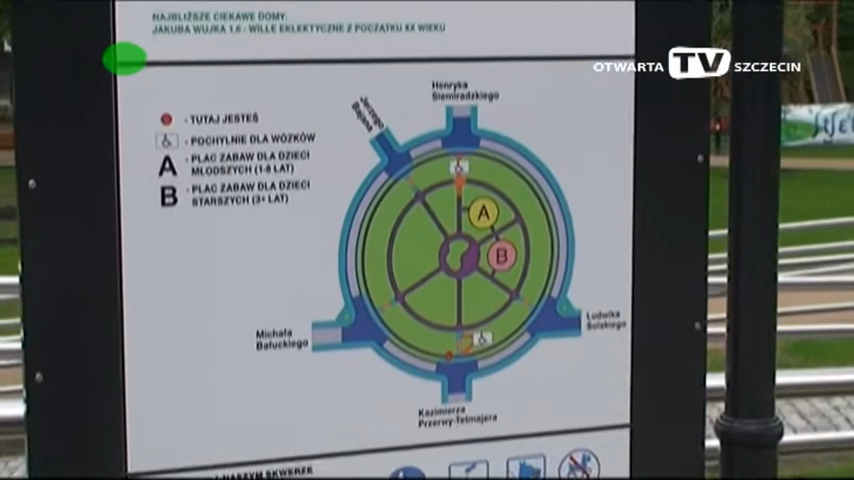 NAJBLIŻSZE CIEKAWE DOMY:
JAKUBA WUJKA 1,6 - WILLE EKLEKTYCZNE Z POCZĄTKU XX WIEKU
OTWARTA TV SZCZECIN
- TUTAJ JESTEŚ
- POCHYLNIE DLA WÓZKÓW
A - PLAC ZABAW DLA DZIECI
MŁODSZYCH (1-8 LAT)
B - PLAC ZABAW DLA DZIECI
STARSZYCH (3+ LAT)
Jerzego
Bajana
Henryka
Siemiradzkiego
A
B
Michała
Bałuckiego
Ludwika
Solskiego
Kazimierza
Przerwy-Tetmajera
NASZYM SKWERZE